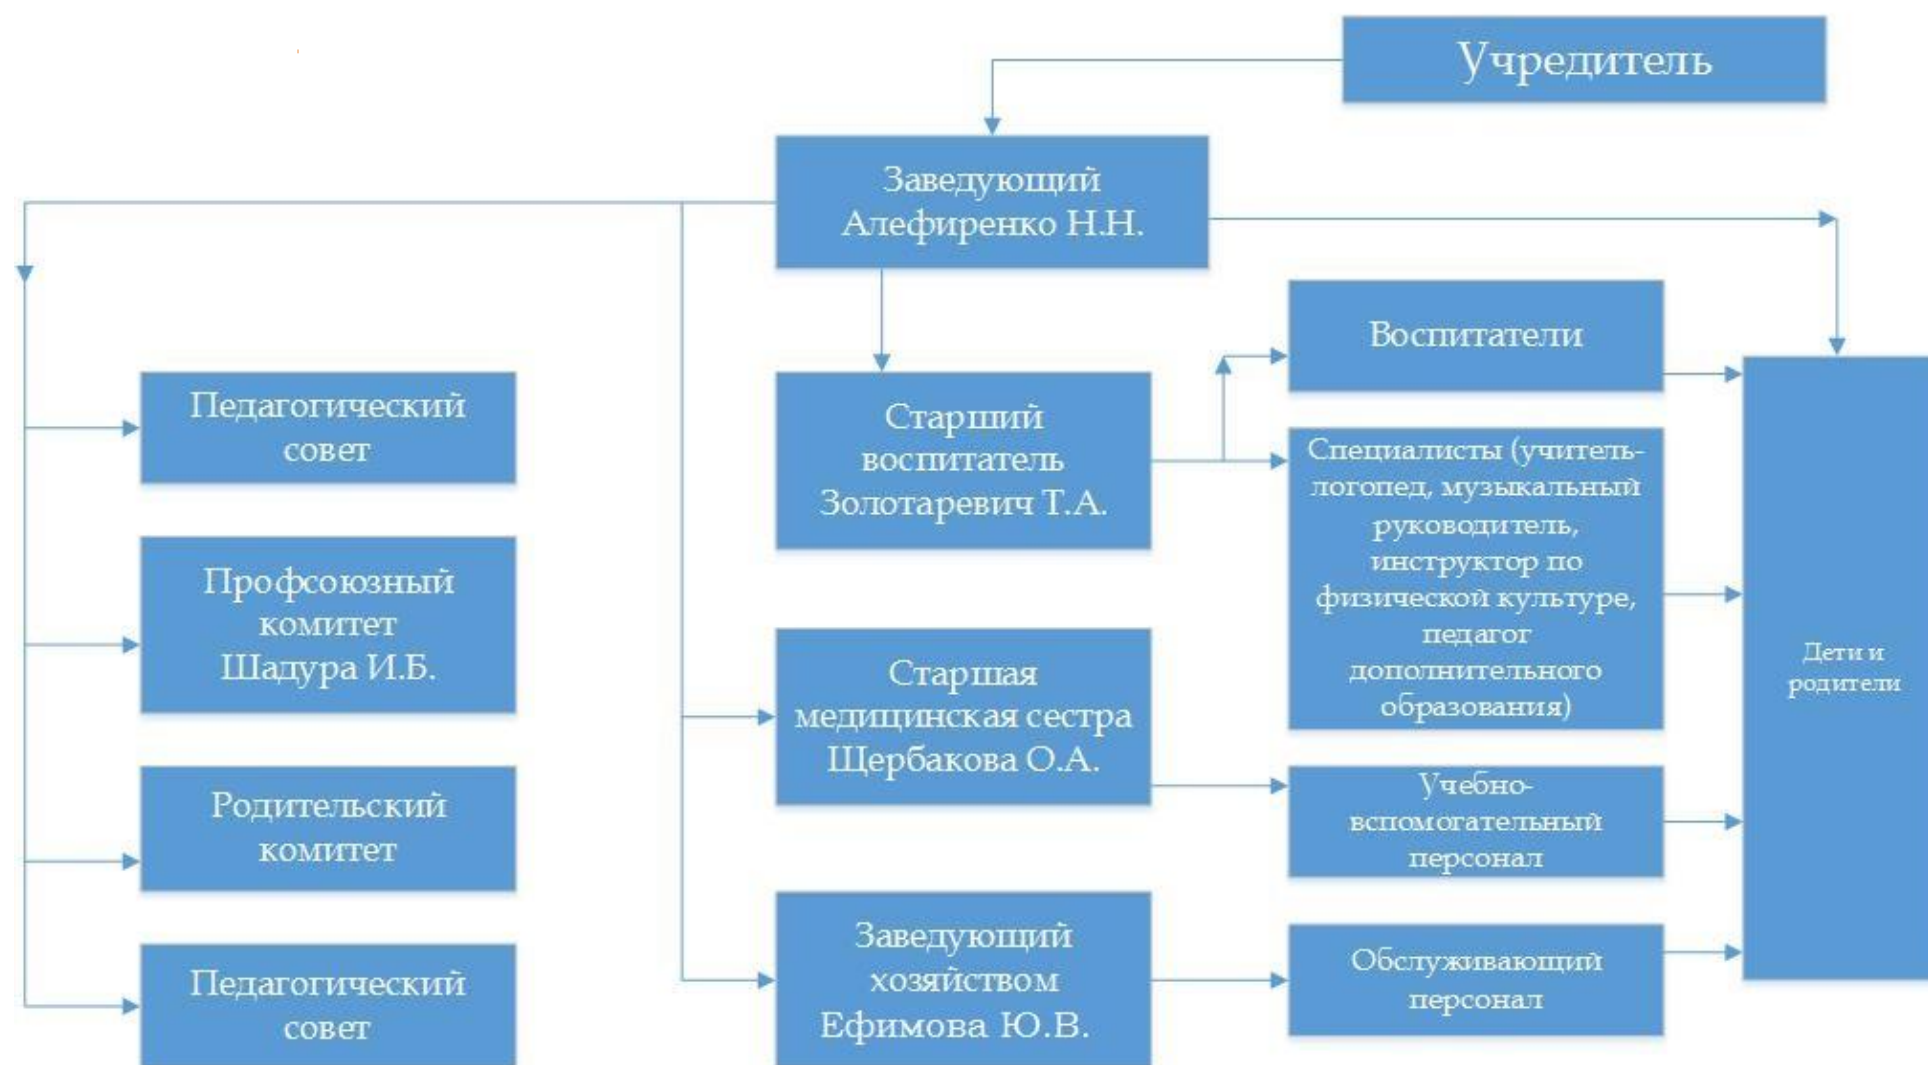 Учредитель
Заведующий
Алефиренко Н.Н.
Педагогический
совет
Профсоюзный
комитет
Шадура И.Б.
Родительский
комитет
Педагогический
совет
Старший
воспитатель
Золотаревич Т.А.
Старшая
медицинская сестра
Щербакова О.А.
Заведующий
хозяйством
Ефимова Ю.В.
Воспитатели
Специалисты (учитель-
логопед, музыкальный
руководитель,
инструктор по
физической культуре,
педагог
дополнительного
образования)
Учебно-
вспомогательный
персонал
Обслуживающий
персонал
Дети и
родители